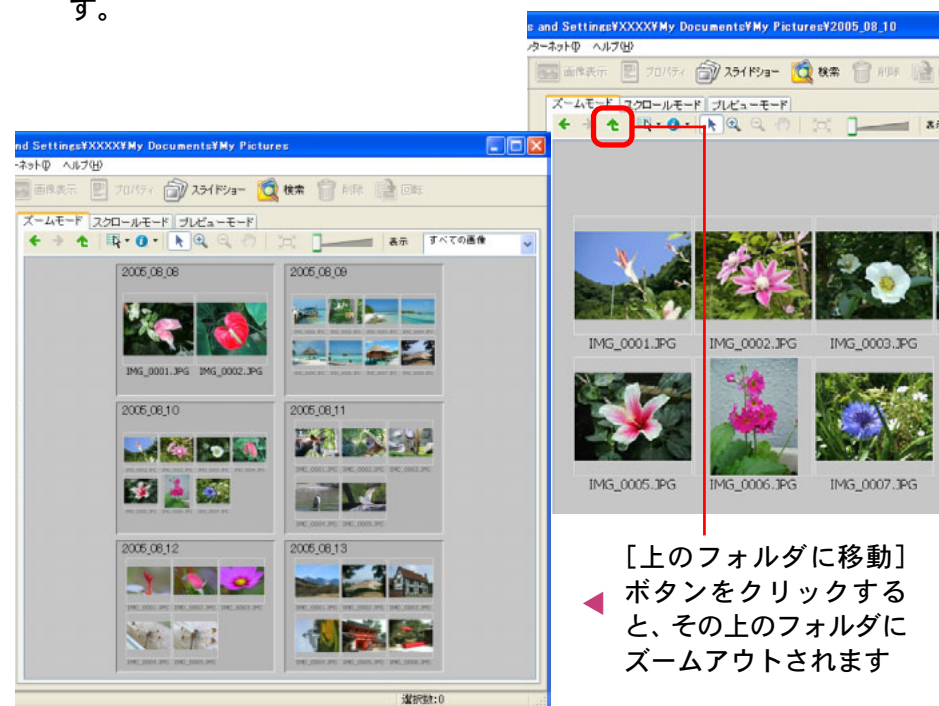 す。
s and Settings¥XXXX¥My Documents¥My Pictures¥2005_08_10
ターネット(I) ヘルプ(H)
画像表示 プロパティ スライドショー 検索 削除
ズームモード スクロールモード プレビューモード
IMG_0001.JPG IMG_0002.JPG IMG_0003.JPG
IMG_0005.JPG IMG_0006.JPG IMG_0007.JPG
nd Settings¥XXXX¥My Documents¥My Pictures
ーネット(I) ヘルプ(H)
画像表示 プロパティ スライドショー 検索 削除 回転
ズームモード スクロールモード プレビューモード
表示 すべての画像
2005_08_08 2005_08_09
IMG_0001.JPG IMG_0002.JPG
2005_08_10 2005_08_11
2005_08_12 2005_08_13
選択数:0
[上のフォルダに移動]
ボタンをクリックする
と、その上のフォルダに
ズームアウトされます